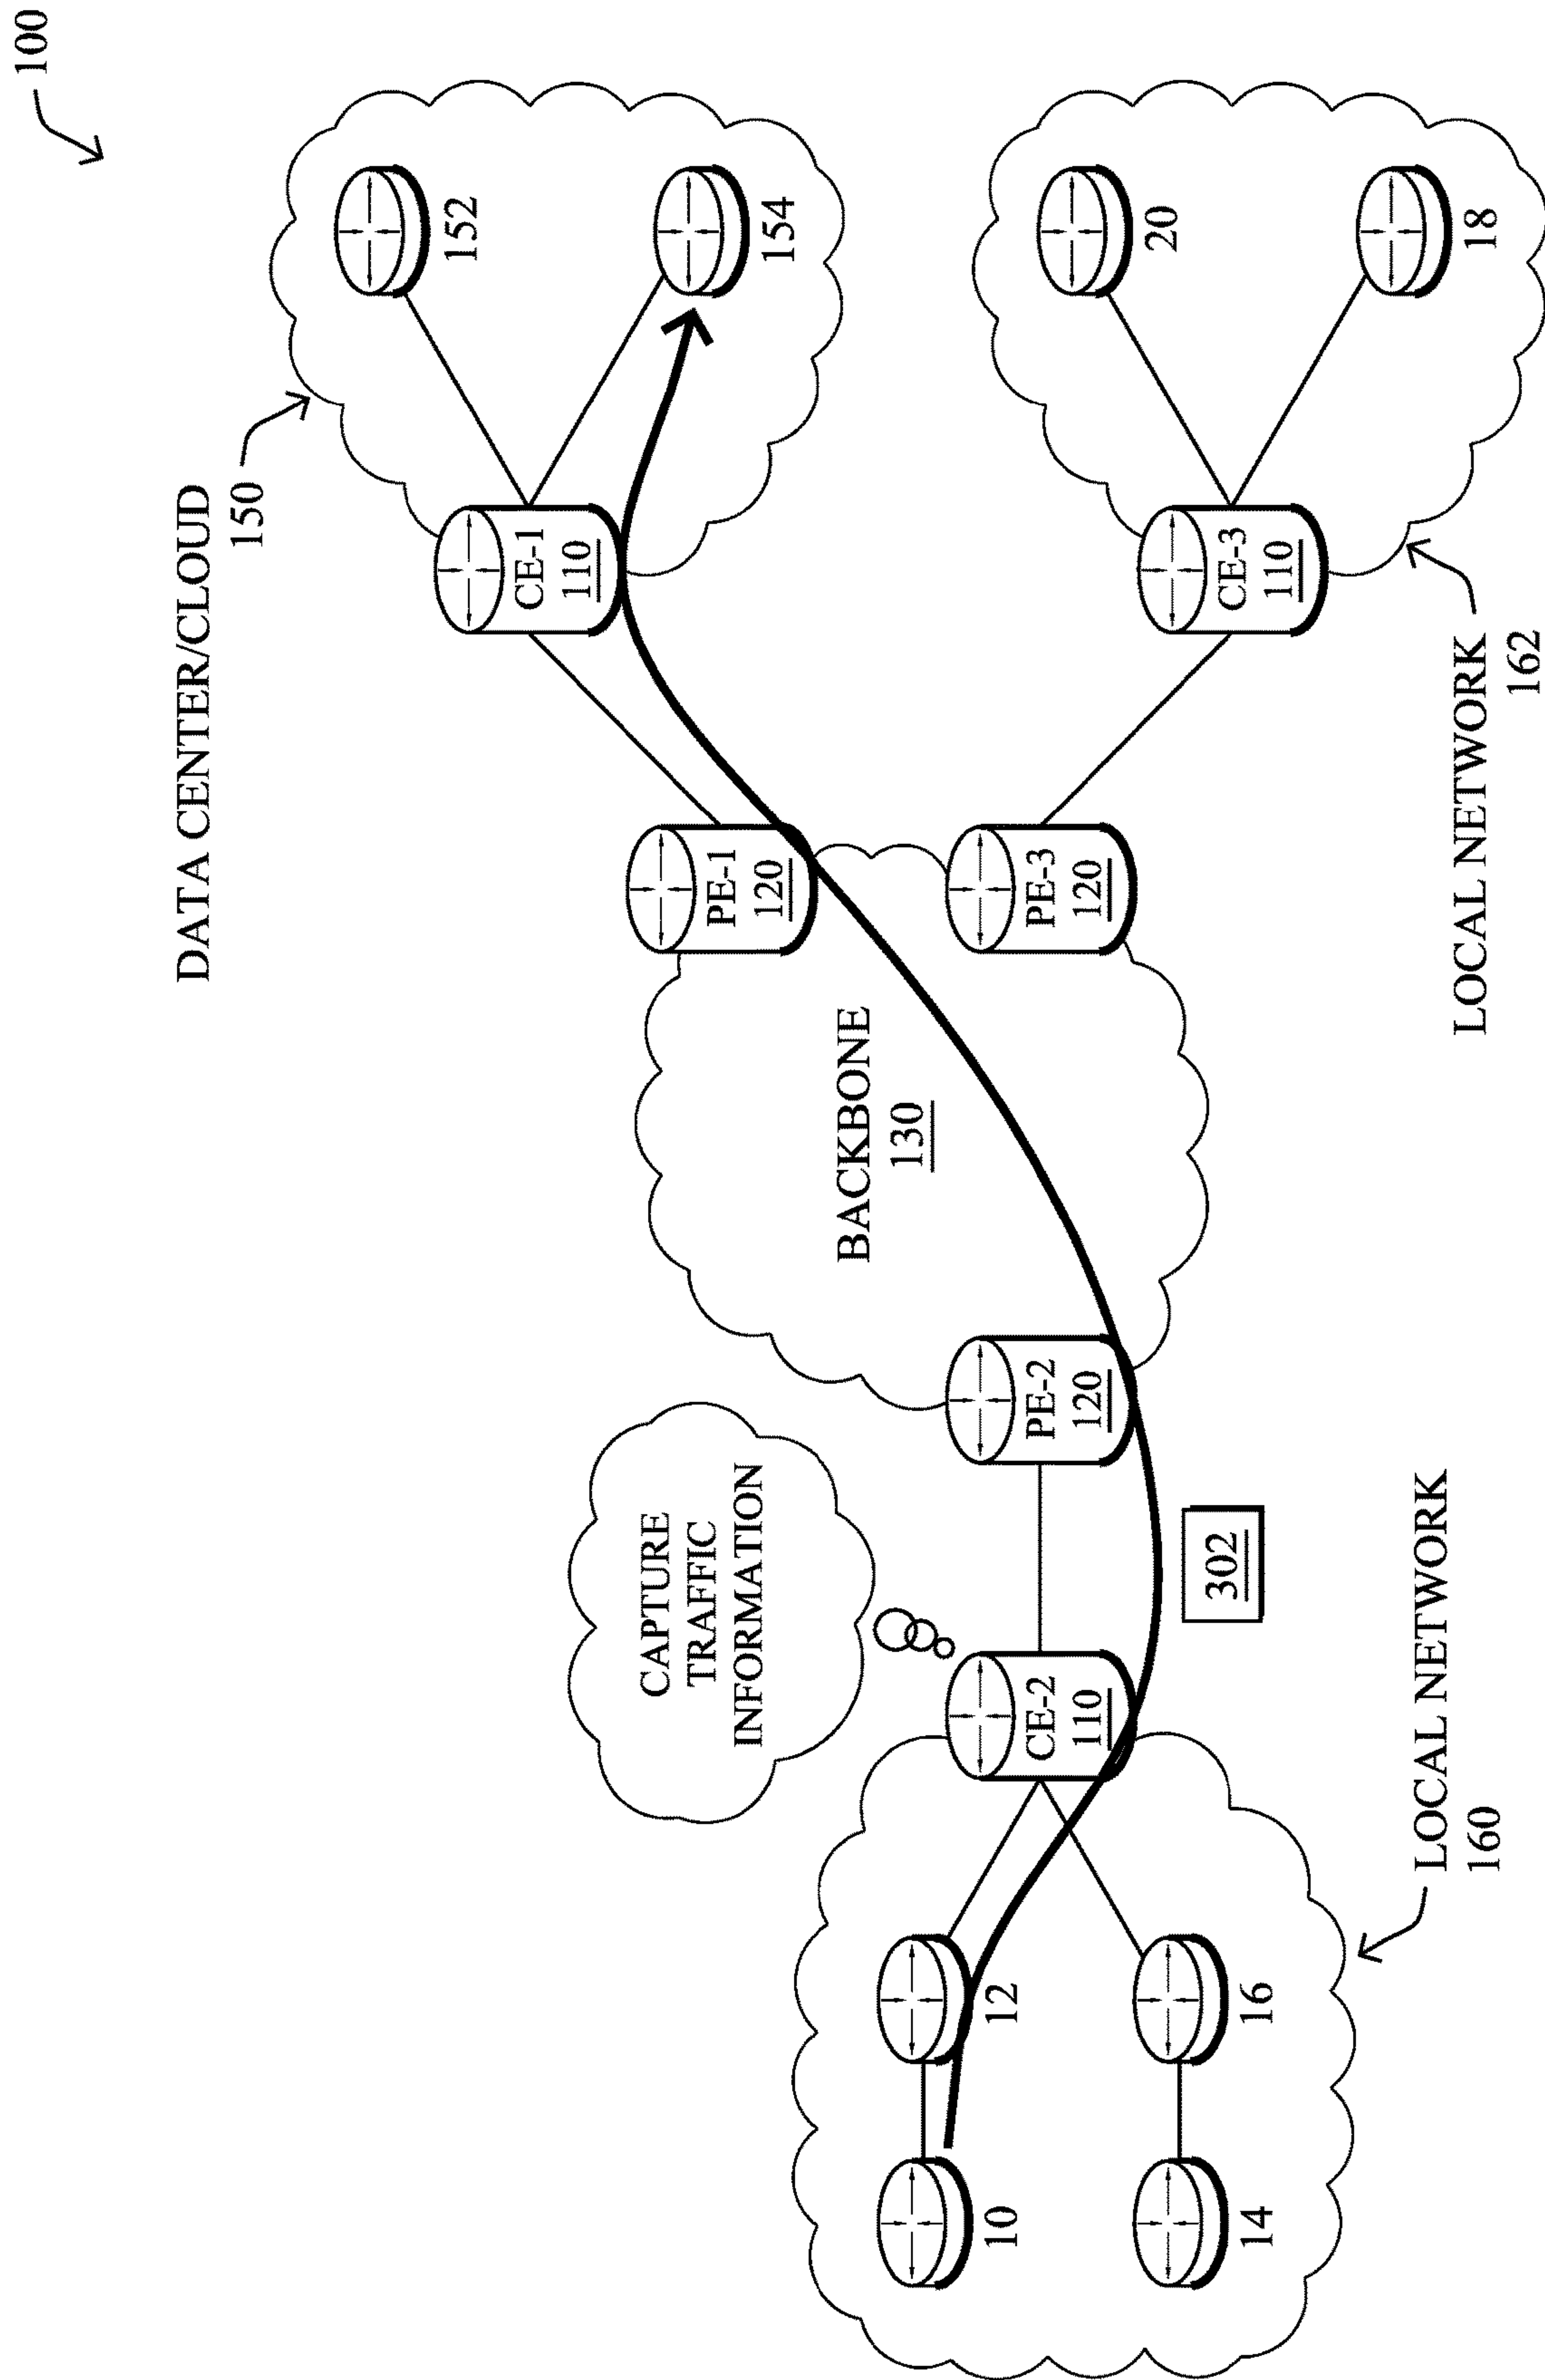 100
DATA CENTER/CLOUD
150
152
154
CE-1
110
PE-1
120
BACKBONE
130
PE-3
120
CE-3
110
20
18
LOCAL NETWORK
162
CAPTURE
TRAFFIC
INFORMATION
PE-2
120
302
CE-2
110
12
10
16
14
LOCAL NETWORK
160